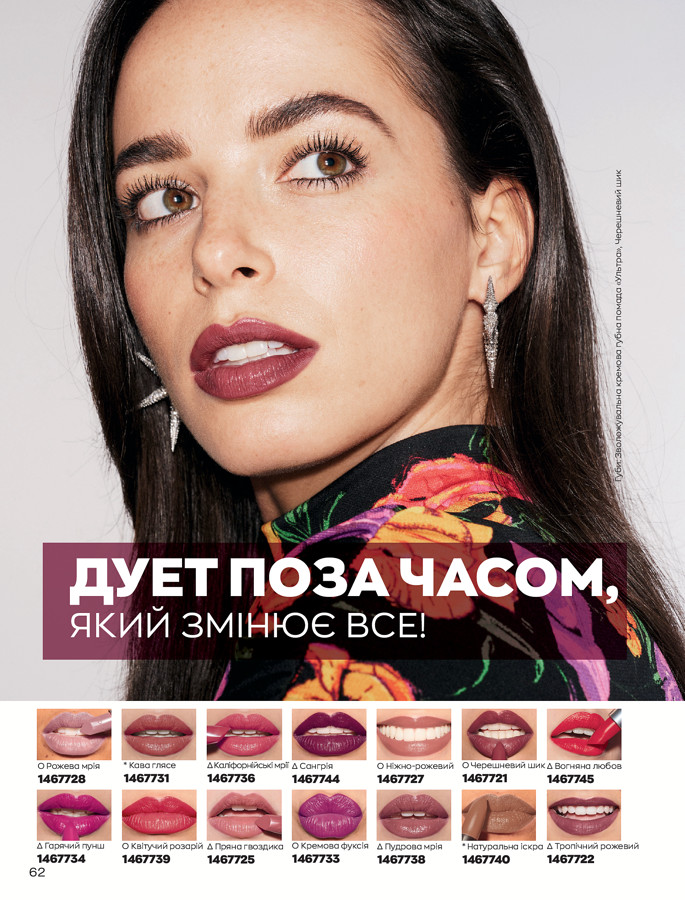 Губи: Зволожувальна кремова губна помада «Ультра», Черешневий шик
ДУЕТ ПОЗА ЧАСОМ,
ЯКИЙ ЗМІНЮЄ ВСЕ!
О Рожева мрія
1467728
* Кава глясе
1467731
Δ Каліфорнійські мрії
1467736
Δ Сангрія
1467744
О Ніжно-рожевий
1467727
О Черешневий шик
1467721
Δ Вогняна любов
1467745
Δ Гарячий пунш
1467734
О Квітучий розарій
1467739
Δ Пряна гвоздика
1467725
О Кремова фуксія
1467733
Δ Пудрова мрія
1467738
* Натуральна іскра
1467740
Δ Тропічний рожевий
1467722
62